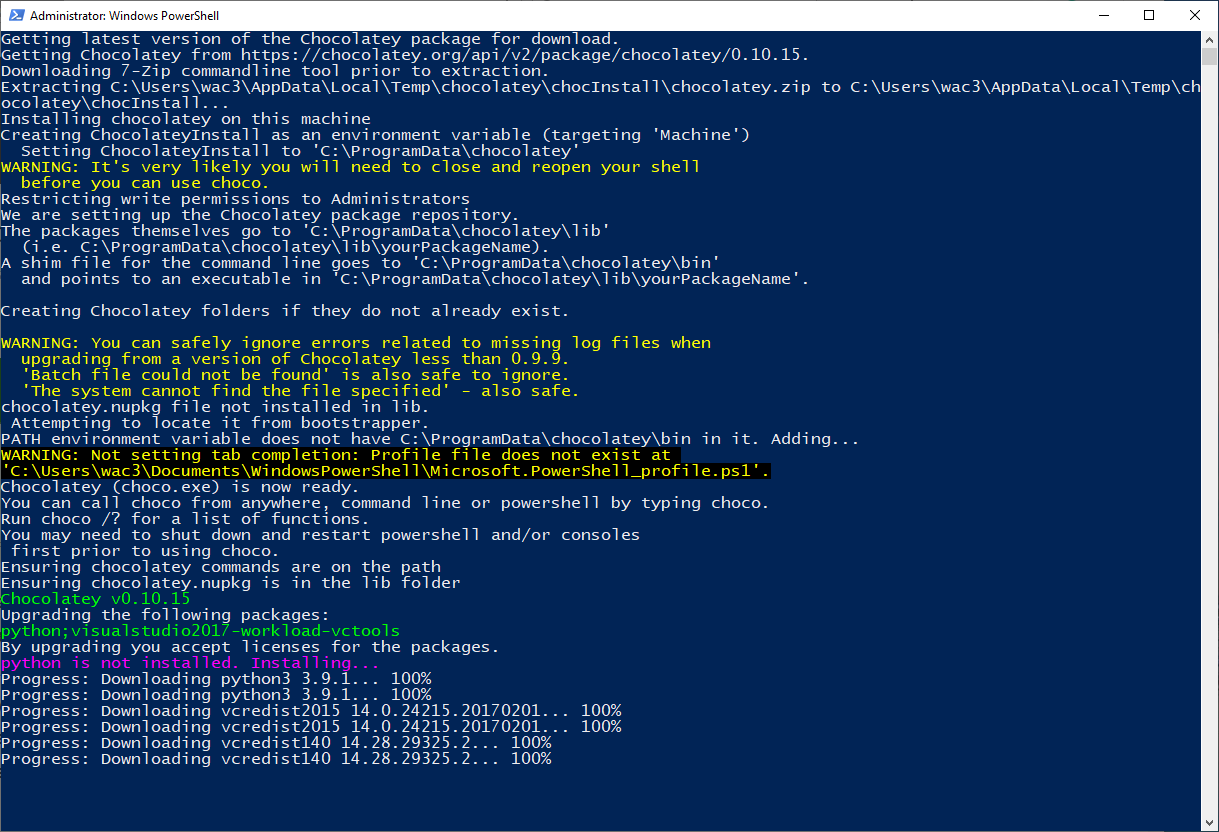 Administrator: Windows PowerShell
Getting latest version of the Chocolatey package for download.
Getting Chocolatey from https://chocolatey.org/api/v2/package/chocolatey/0.10.15.
Downloading 7-Zip commandline tool prior to extraction.
Extracting C:\Users\wac3\AppData\Local\Temp\chocolatey\chocInstall\chocolatey.zip to C:\Users\wac3\AppData\Local\Temp\ch
ocolatey\chocInstall...
Installing chocolatey on this machine
Creating ChocolateyInstall as an environment variable (targeting 'Machine')
  Setting ChocolateyInstall to 'C:\ProgramData\chocolatey'
WARNING: It's very likely you will need to close and reopen your shell
  before you can use choco.
Restricting write permissions to Administrators
We are setting up the Chocolatey package repository.
The packages themselves go to 'C:\ProgramData\chocolatey\lib'
  (i.e. C:\ProgramData\chocolatey\lib\yourPackageName).
A shim file for the command line goes to 'C:\ProgramData\chocolatey\bin'
  and points to an executable in 'C:\ProgramData\chocolatey\lib\yourPackageName'.

Creating Chocolatey folders if they do not already exist.

WARNING: You can safely ignore errors related to missing log files when
  upgrading from a version of Chocolatey less than 0.9.9.
  'Batch file could not be found' is also safe to ignore.
  'The system cannot find the file specified' - also safe.
chocolatey.nupkg file not installed in lib.
 Attempting to locate it from bootstrapper.
PATH environment variable does not have C:\ProgramData\chocolatey\bin in it. Adding...
WARNING: Not setting tab completion: Profile file does not exist at
'C:\Users\wac3\Documents\WindowsPowerShell\Microsoft.PowerShell_profile.ps1'.
Chocolatey (choco.exe) is now ready.
You can call choco from anywhere, command line or powershell by typing choco.
Run choco /? for a list of functions.
You may need to shut down and restart powershell and/or consoles
 first prior to using choco.
Ensuring chocolatey commands are on the path
Ensuring chocolatey.nupkg is in the lib folder
Chocolatey v0.10.15
Upgrading the following packages:
python;visualstudio2017-workload-vctools
By upgrading you accept licenses for the packages.
python is not installed. Installing...
Progress: Downloading python3 3.9.1... 100%
Progress: Downloading python3 3.9.1... 100%
Progress: Downloading vcredist2015 14.0.24215.20170201... 100%
Progress: Downloading vcredist2015 14.0.24215.20170201... 100%
Progress: Downloading vcredist140 14.28.29325.2... 100%
Progress: Downloading vcredist140 14.28.29325.2... 100%